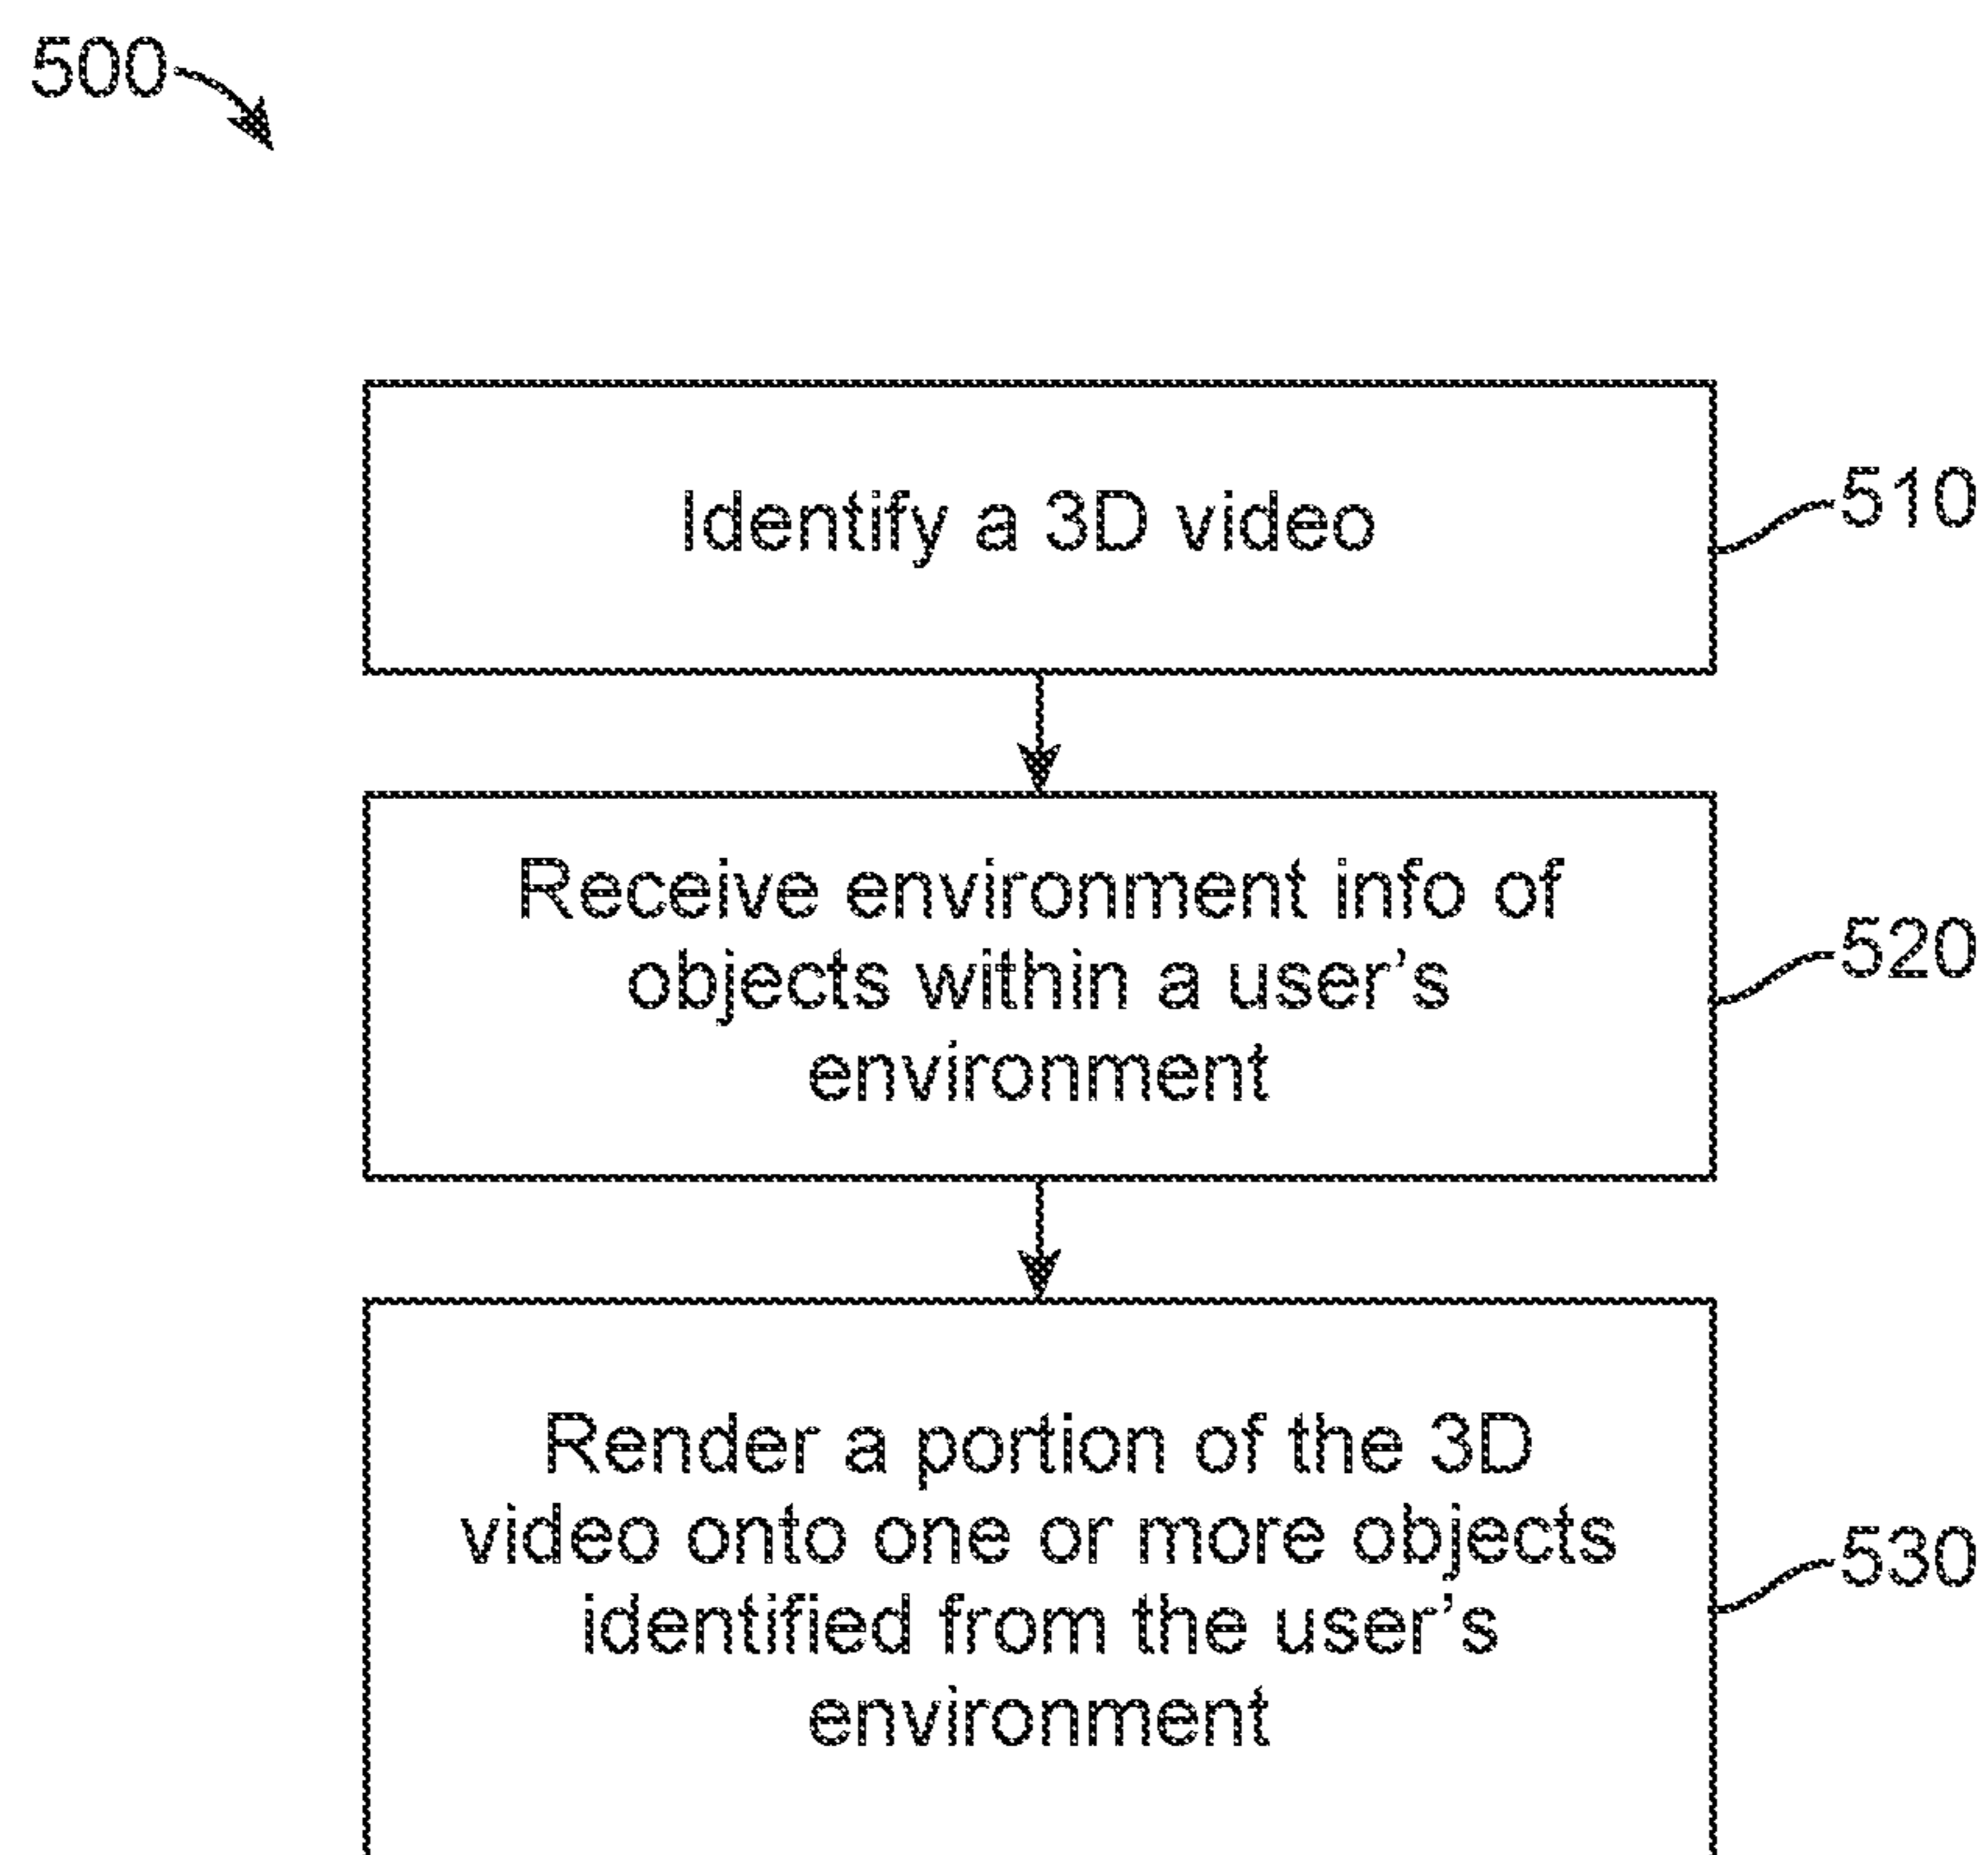 500
Identify a 3D video
510
Receive environment info of
objects within a user's
environment
520
Render a portion of the 3D
video onto one or more objects
identified from the user's
environment
530